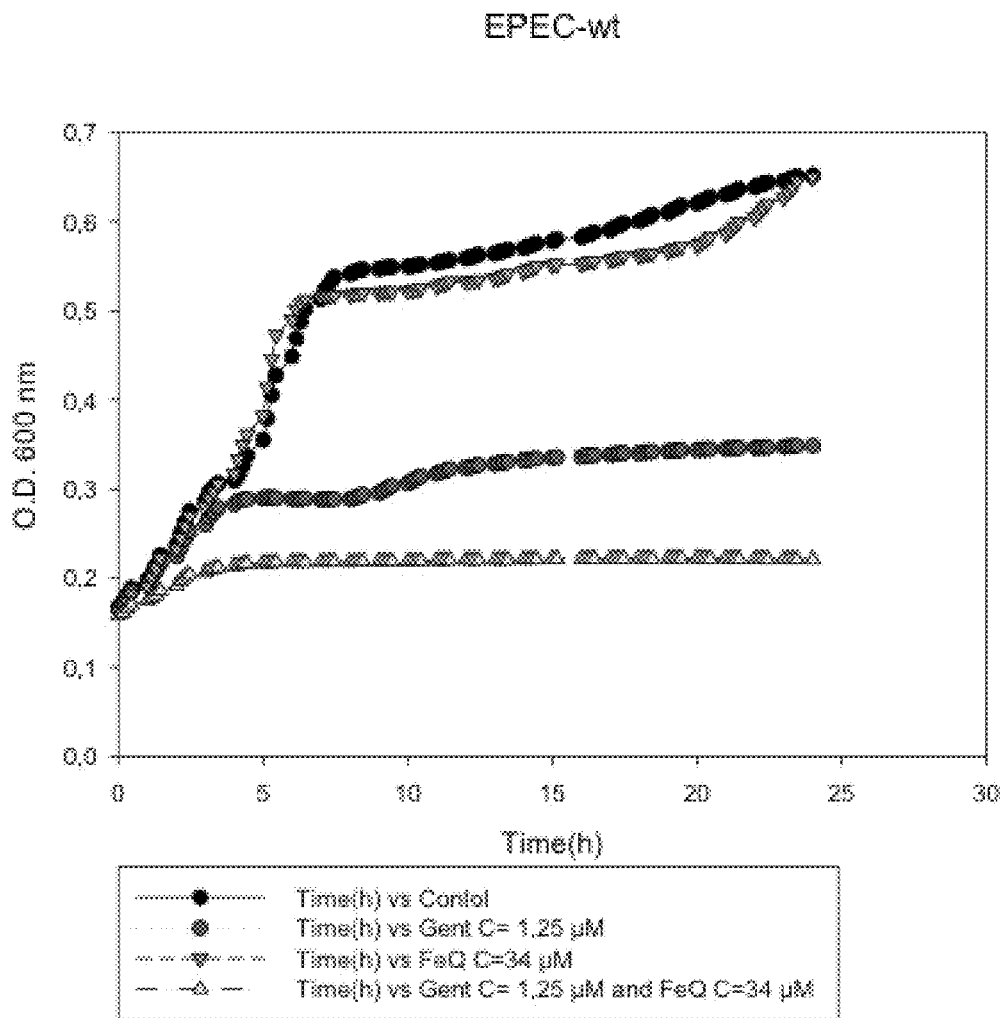 EPEC-wt
0,7
0,6
0,5
0,4
0,3
0,2
0,1
0,0
O.D. 600 nm
0 5 10 15 20 25 30
Time(h)
Time(h) vs Contol
Time(h) vs Gent C= 1,25 µM
Time(h) vs FeQ C=34 µM
Time(h) vs Gent C= 1,25 µM and FeQ C=34 µM